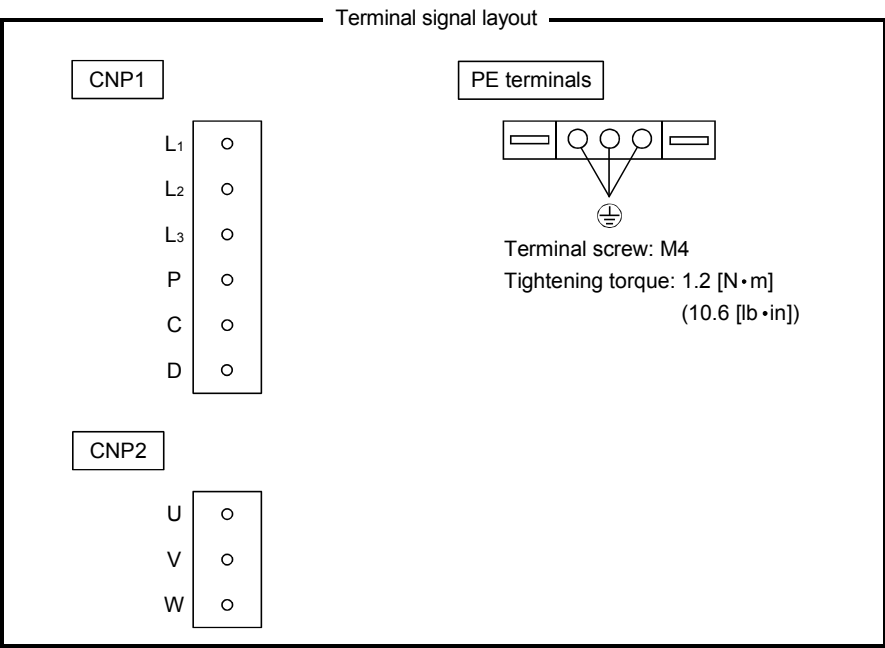 Terminal signal layout
CNP1
L1
L2
L3
P
C
D
CNP2
U
V
W
PE terminals
Terminal screw: M4
Tightening torque: 1.2 [N•m]
(10.6 [lb•in])